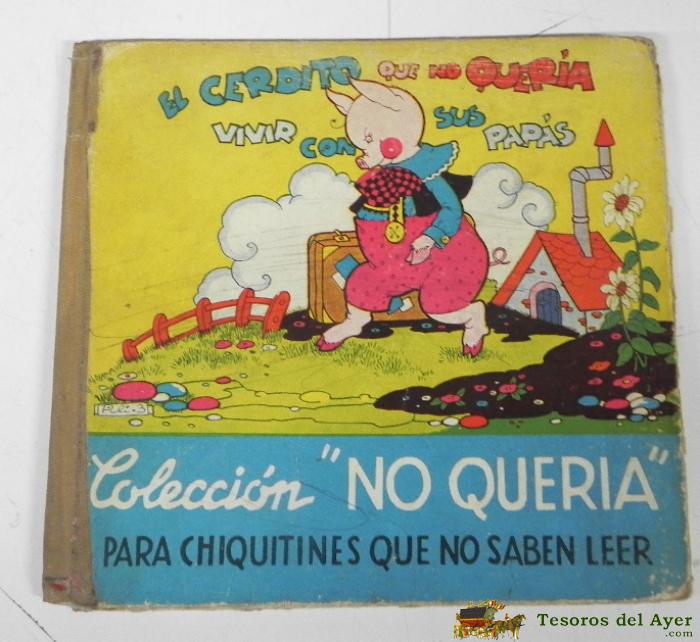 EL CERDITO QUE NO QUERÍA
VIVIR CON SUS PAPÁS
Colección "NO QUERIA"
PARA CHIQUITINES QUE NO SABEN LEER
Tesoros del Ayer
.com